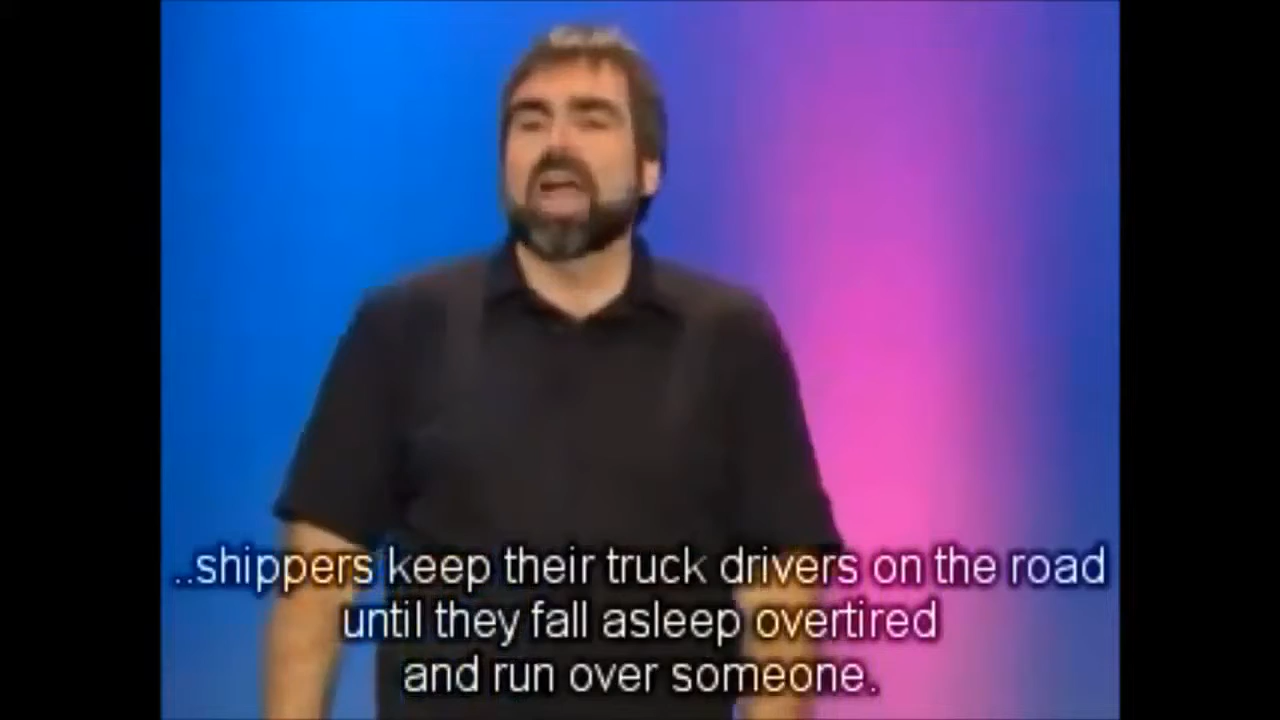 ..shippers keep their truck drivers on the road
until they fall asleep overtired
and run over someone.